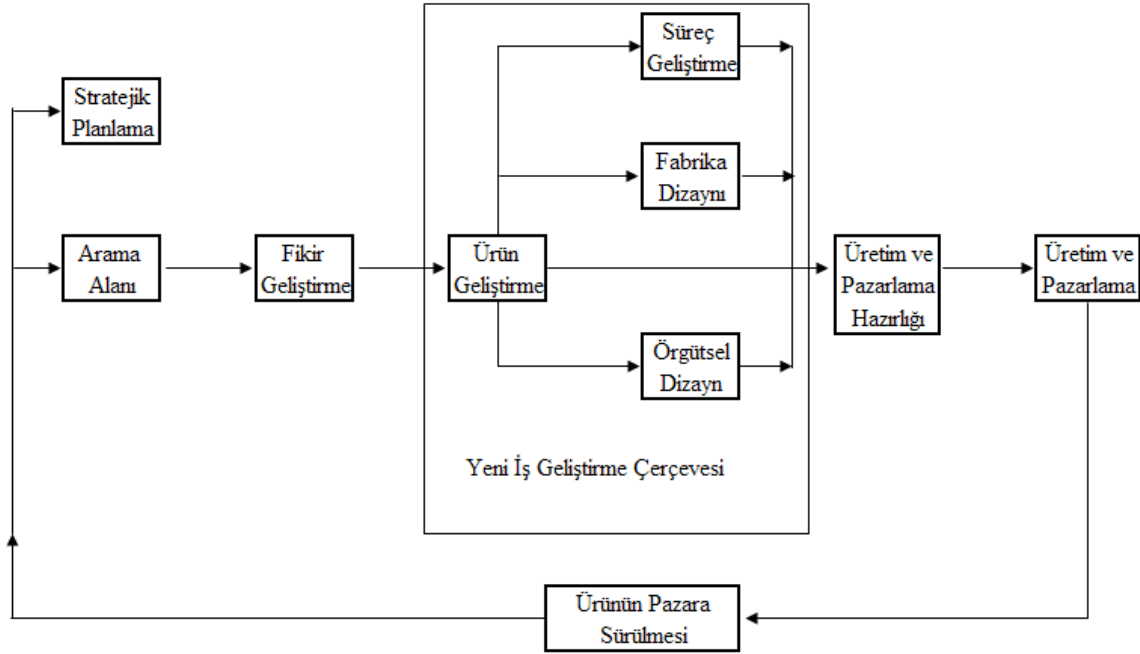 Stratejik
Planlama
Arama
Alanı
Fikir
Geliştirme
Ürün
Geliştirme
Süreç
Geliştirme
Fabrika
Dizaynı
Örgütsel
Dizayn
Yeni İş Geliştirme Çerçevesi
Üretim ve
Pazarlama
Hazırlığı
Üretim ve
Pazarlama
Ürünün Pazara
Sürülmesi